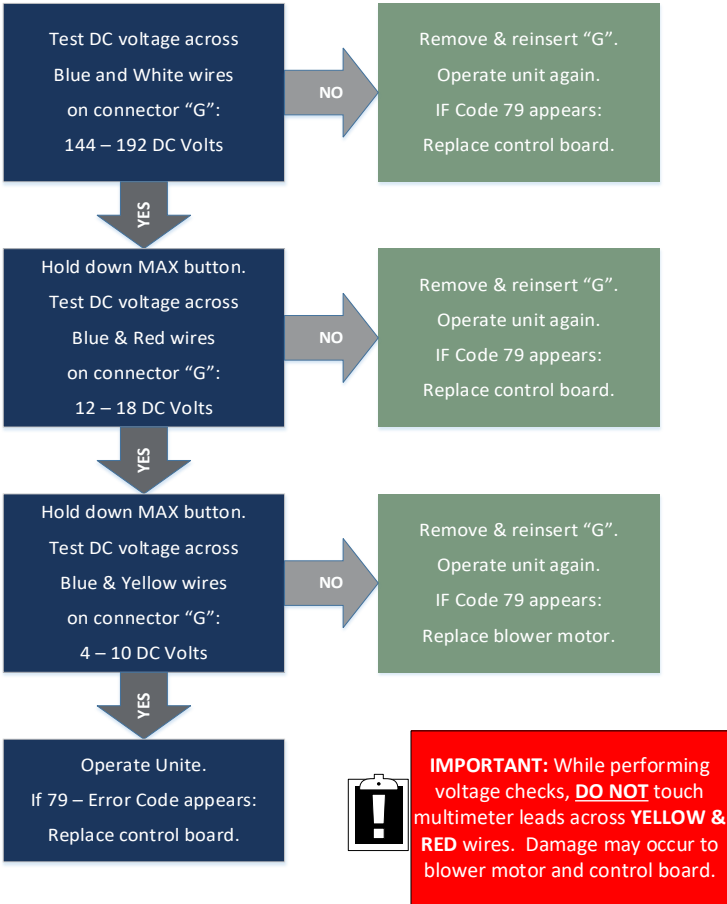 Test DC voltage across
Blue and White wires
on connector “G”:
144 – 192 DC Volts
NO
Remove & reinsert “G”.
Operate unit again.
IF Code 79 appears:
Replace control board.
YES
Hold down MAX button.
Test DC voltage across
Blue & Red wires
on connector “G”:
12 – 18 DC Volts
NO
Remove & reinsert “G”.
Operate unit again.
IF Code 79 appears:
Replace control board.
YES
Hold down MAX button.
Test DC voltage across
Blue & Yellow wires
on connector “G”:
4 – 10 DC Volts
NO
Remove & reinsert “G”.
Operate unit again.
IF Code 79 appears:
Replace blower motor.
YES
Operate Unite.
If 79 – Error Code appears:
Replace control board.
!
IMPORTANT: While performing
voltage checks, DO NOT touch
multimeter leads across YELLOW &
RED wires. Damage may occur to
blower motor and control board.